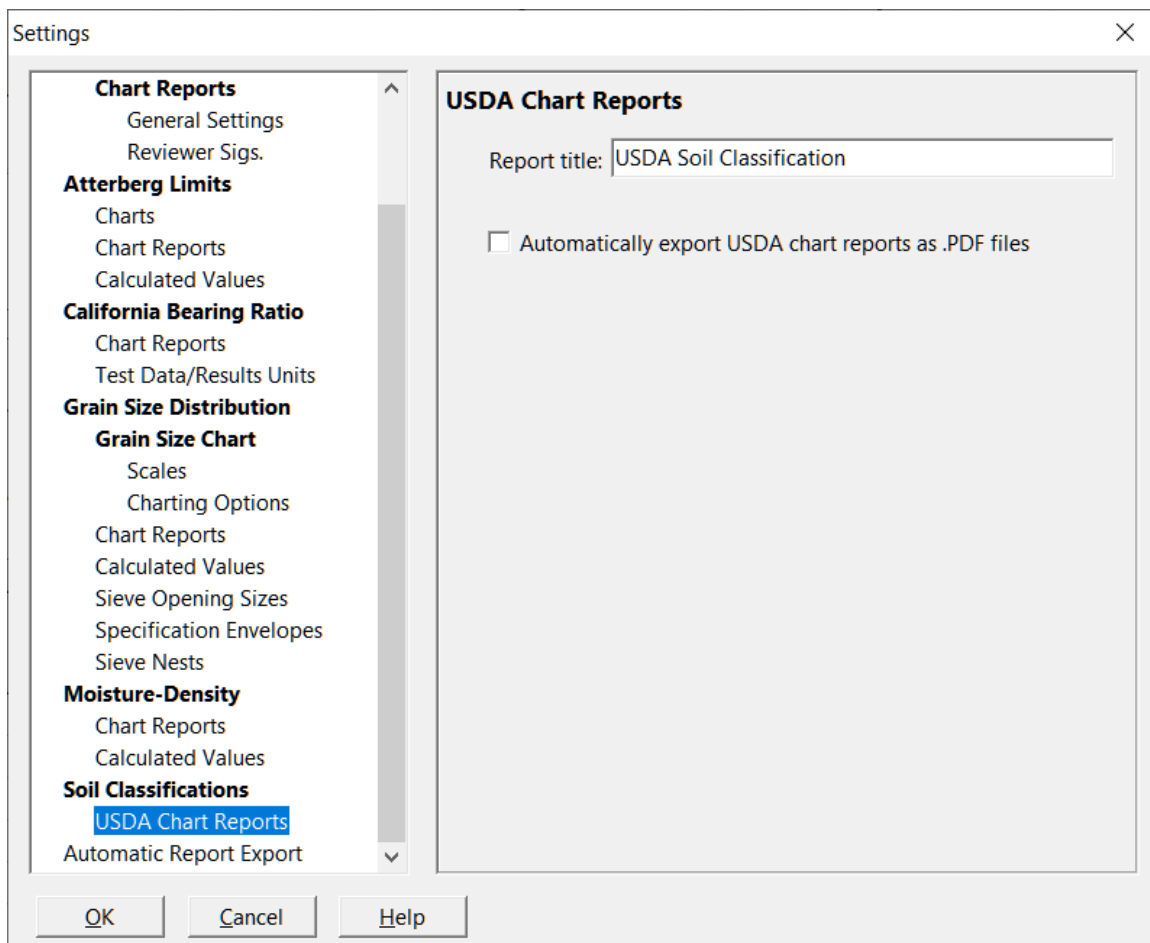 Settings
Chart Reports
General Settings
Reviewer Sigs.
Atterberg Limits
Charts
Chart Reports
Calculated Values
California Bearing Ratio
Chart Reports
Test Data/Results Units
Grain Size Distribution
Grain Size Chart
Scales
Charting Options
Chart Reports
Calculated Values
Sieve Opening Sizes
Specification Envelopes
Sieve Nests
Moisture-Density
Chart Reports
Calculated Values
Soil Classifications
USDA Chart Reports
Automatic Report Export
USDA Chart Reports
Report title: USDA Soil Classification
Automatically export USDA chart reports as .PDF files
OK Cancel Help